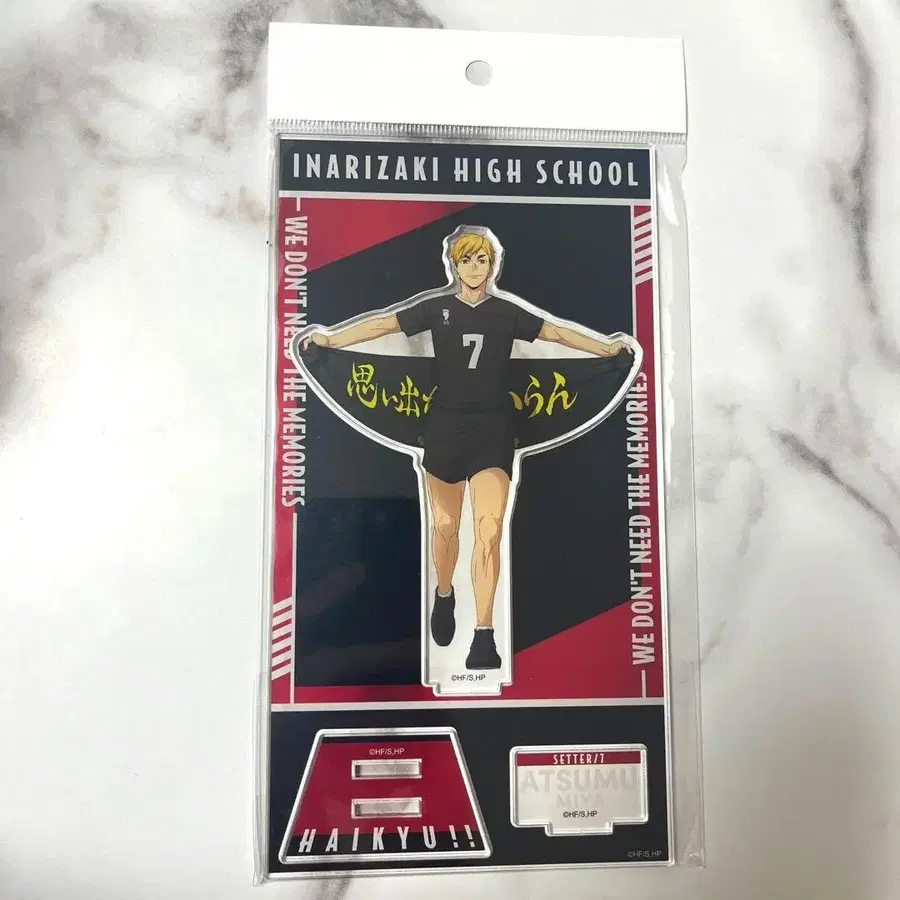 INARIZAKI HIGH SCHOOL
WE DON'T NEED THE MEMORIES
7
思い出 らん
WE DON'T NEED THE MEMORIES
©HF/S,HP
©HF/S,HP
HAIKYU!!
SETTER/7
ATSUMU
MIYA
©HF/S,HP
©HF/S,HP